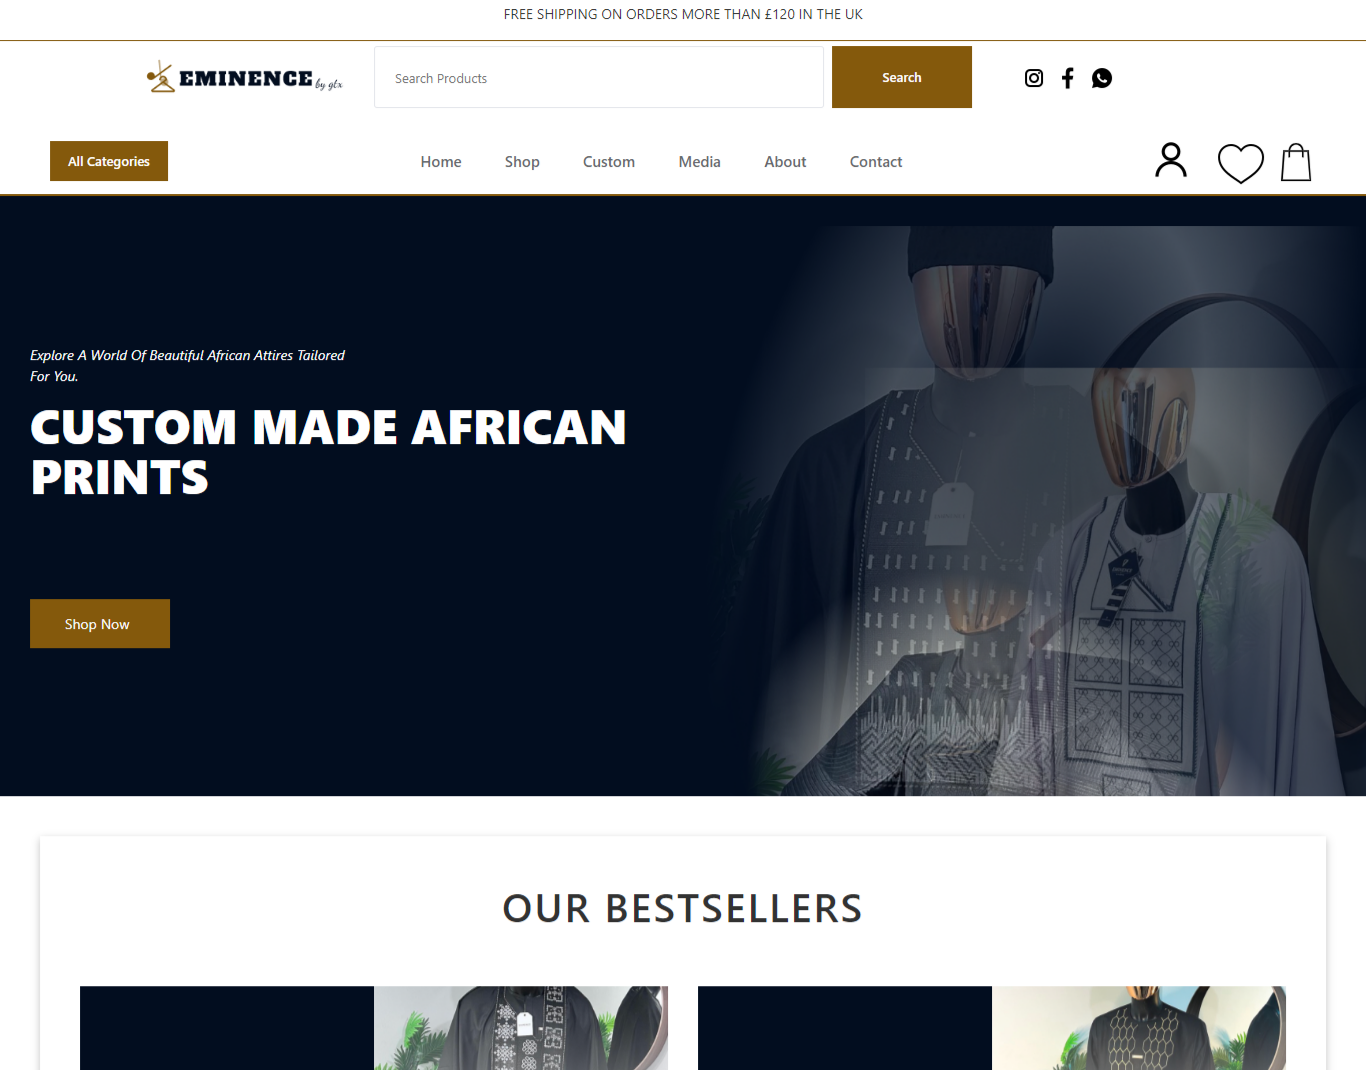 FREE SHIPPING ON ORDERS MORE THAN £120 IN THE UK
EMINENCE by gtx
Search Products
Search
All Categories
Home
Shop
Custom
Media
About
Contact
Explore A World Of Beautiful African Attires Tailored
For You.
CUSTOM MADE AFRICAN
PRINTS
Shop Now
OUR BESTSELLERS